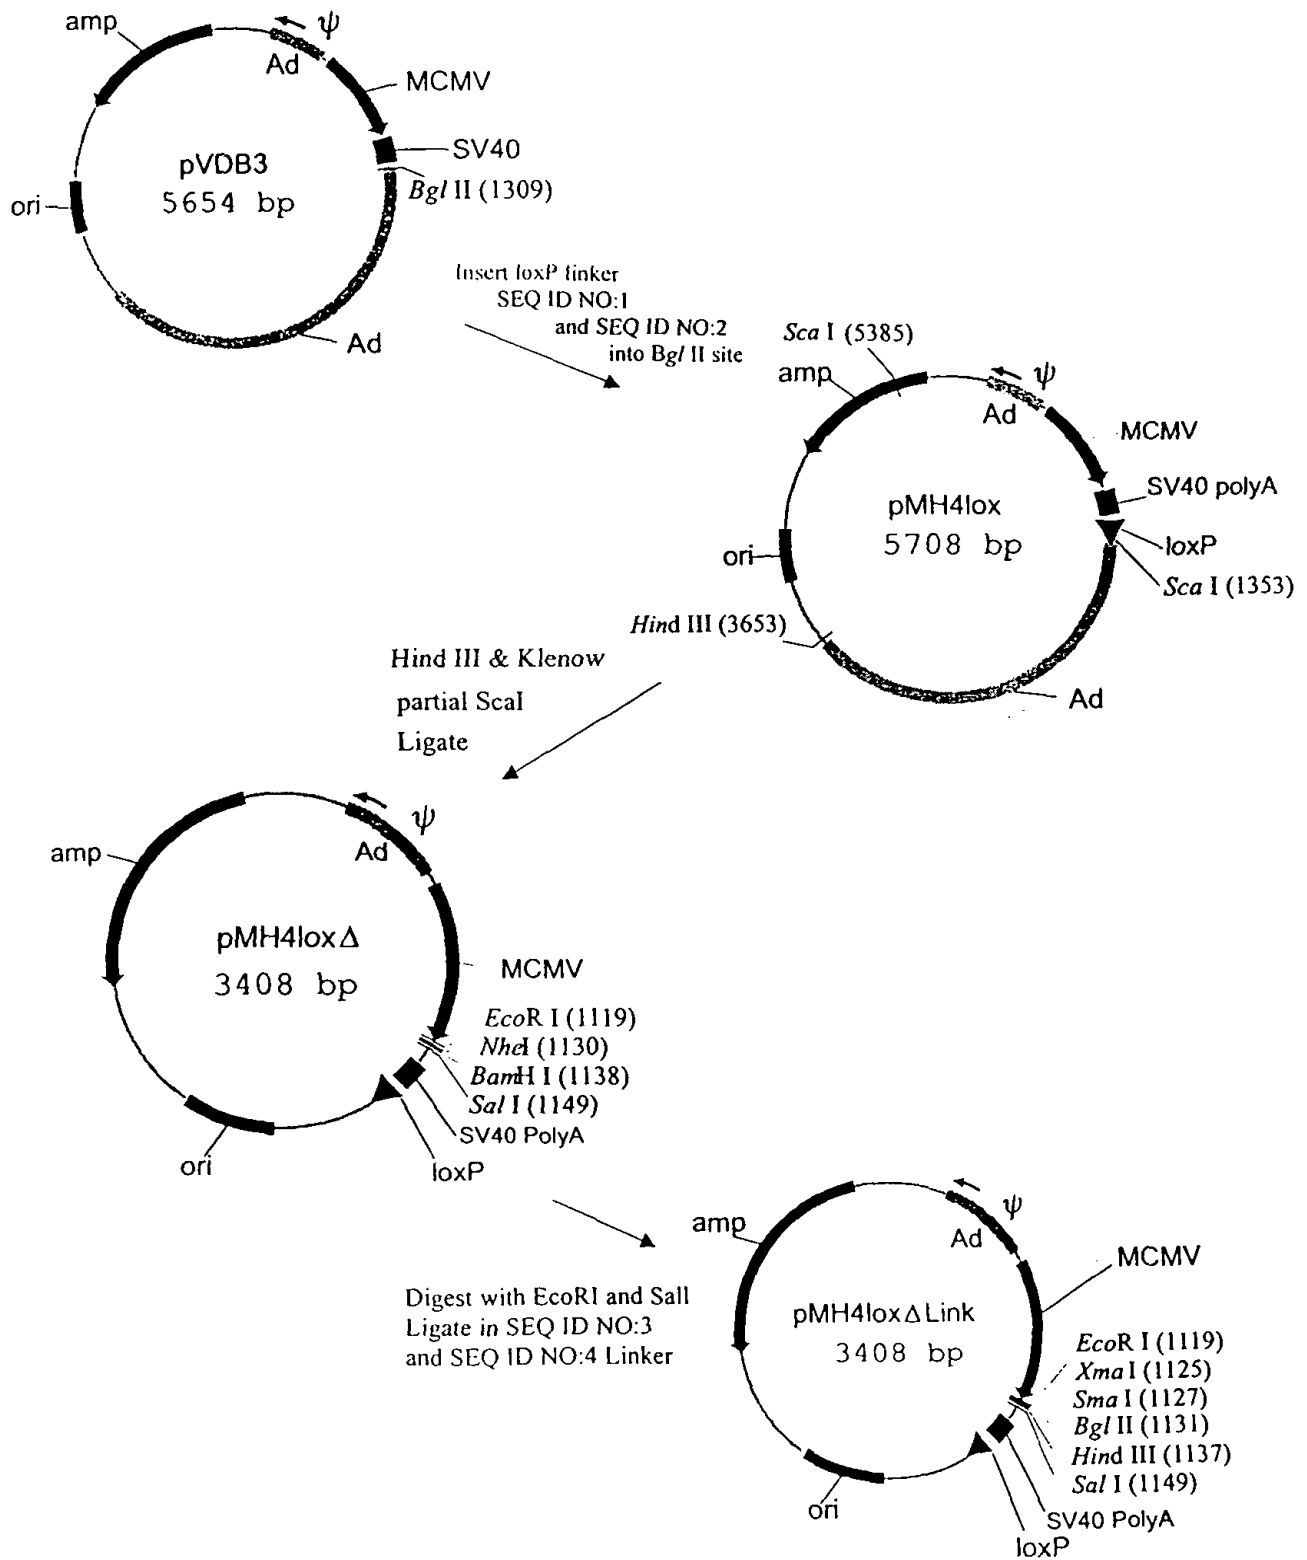 amp
ψ
Ad
MCMV
SV40
pVDB3
5654 bp
Bgl II (1309)
ori
Ad
Insert loxP linker
SEQ ID NO:1
and SEQ ID NO:2
into Bgl II site
Sca I (5385)
amp
ψ
Ad
MCMV
SV40 polyA
pMH4lox
5708 bp
loxP
ori
Sca I (1353)
Hind III (3653)
Ad
Hind III & Klenow
partial ScaI
Ligate
ψ
amp
Ad
pMH4lox Δ
3408 bp
MCMV
EcoR I (1119)
NheI (1130)
BamH I (1138)
Sal I (1149)
SV40 PolyA
ori
loxP
Digest with EcoRI and SalI
Ligate in SEQ ID NO:3
and SEQ ID NO:4 Linker
amp
ψ
Ad
MCMV
pMH4lox Δ Link
3408 bp
EcoR I (1119)
Xma I (1125)
Sma I (1127)
Bgl II (1131)
Hind III (1137)
Sal I (1149)
ori
SV40 PolyA
loxP